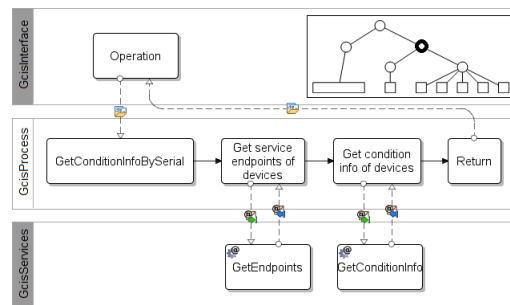 GcisInterface
Operation
GcisProcess
GetConditionInfoBySerial
Get service
endpoints of
devices
Get condition
info of devices
Return
GcisServices
GetEndpoints
GetConditionInfo